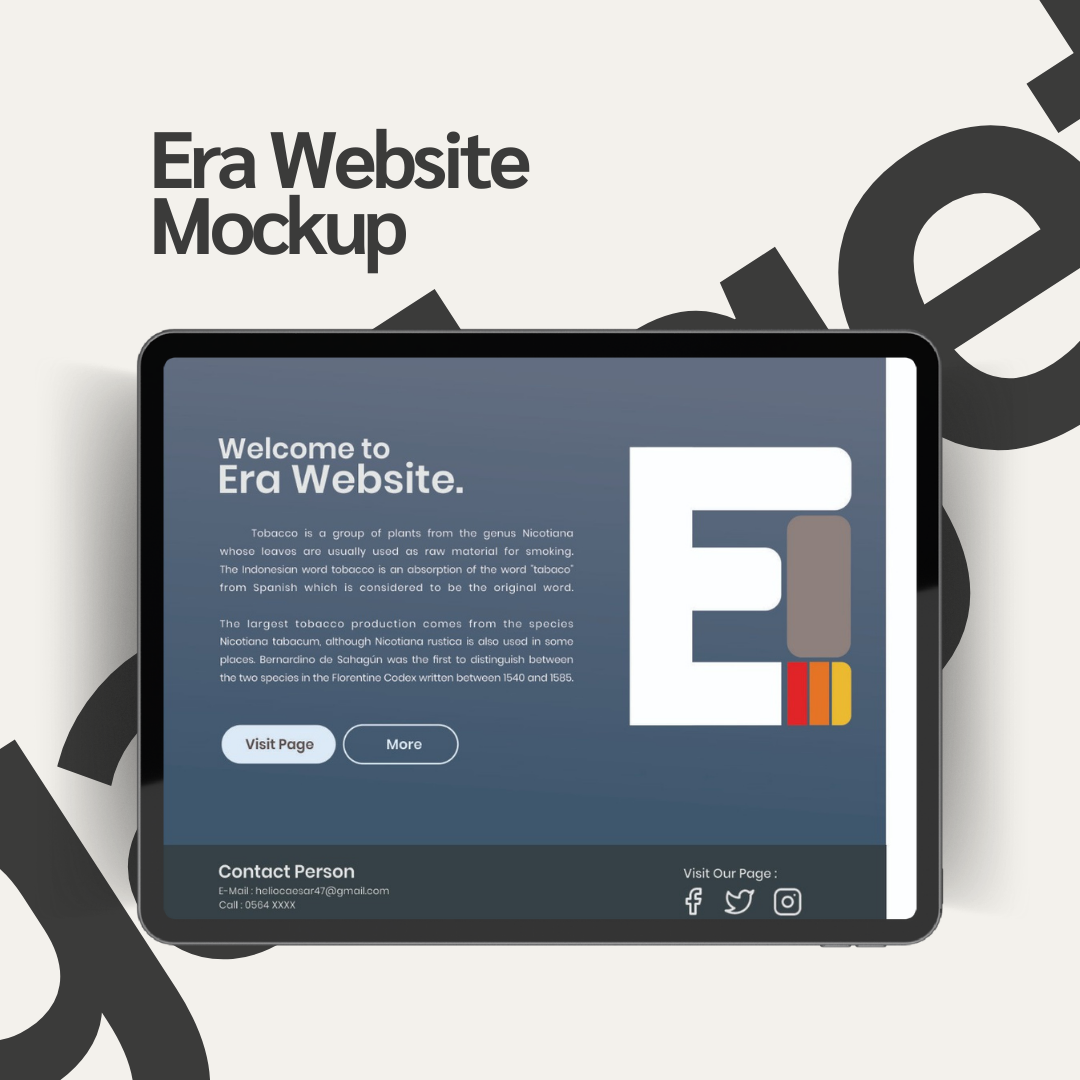 Era Website
Mockup
Welcome to
Era Website.
Tobacco is a group of plants from the genus Nicotiana
whose leaves are usually used as raw material for smoking.
The Indonesian word tobacco is an absorption of the word "tabaco"
from Spanish which is considered to be the original word.
The largest tobacco production comes from the species
Nicotiana tabacum, although Nicotiana rustica is also used in some
places. Bernardino de Sahagún was the first to distinguish between
the two species in the Florentine Codex written between 1540 and 1585.
Visit Page
More
E
Contact Person
E-Mail : heliocaesar47@gmail.com
Call : 0564 XXXX
Visit Our Page :